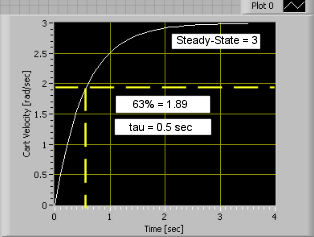 Plot 0
Steady-State = 3
63% = 1.89
tau = 0.5 sec
Cart Velocity [rad/sec]
3
2.5
2
1.5
1
0.5
0
0
1
2
3
4
Time [sec]